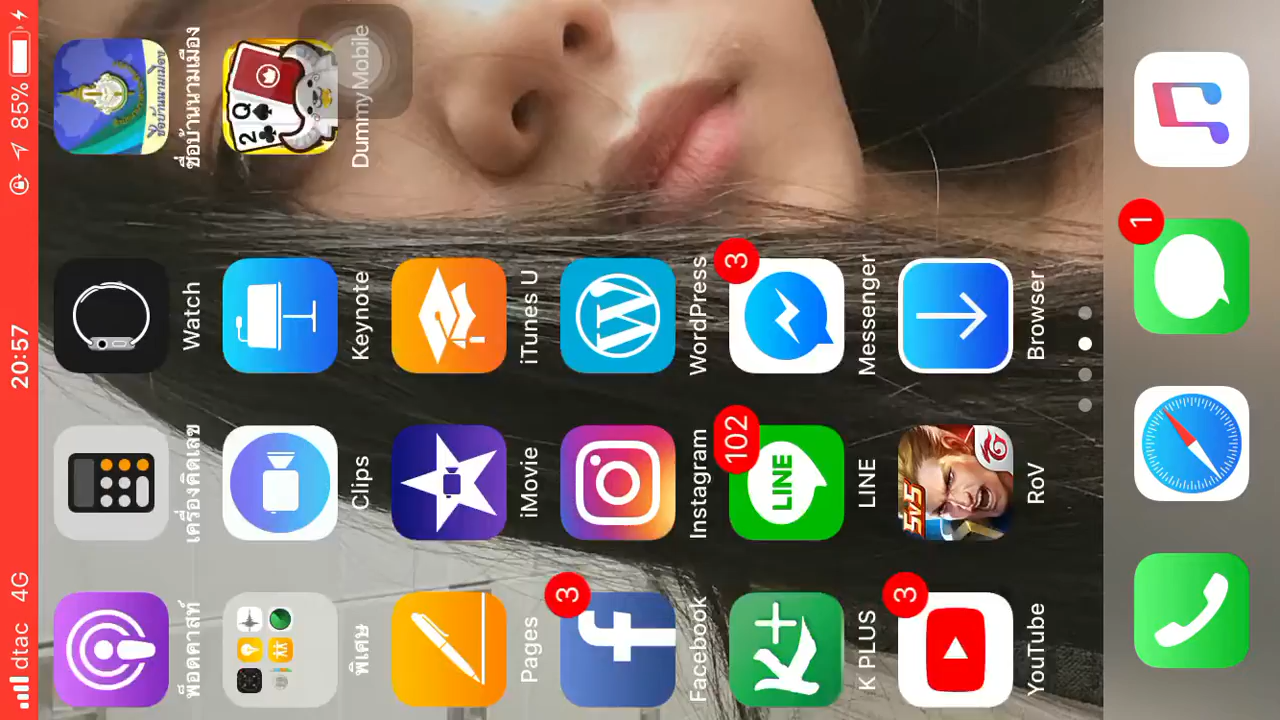 dtac 4G 20:57 85%
พ็อดคาสท์ เครื่องคิดเลข Watch ชื่อบ้านนามเมือง
พิเศษ Clips Keynote DummyMobile
Pages iMovie iTunes U
3
Facebook Instagram WordPress
LINE 102 3
K PLUS LINE Messenger
3 5v5
YouTube RoV Browser
1